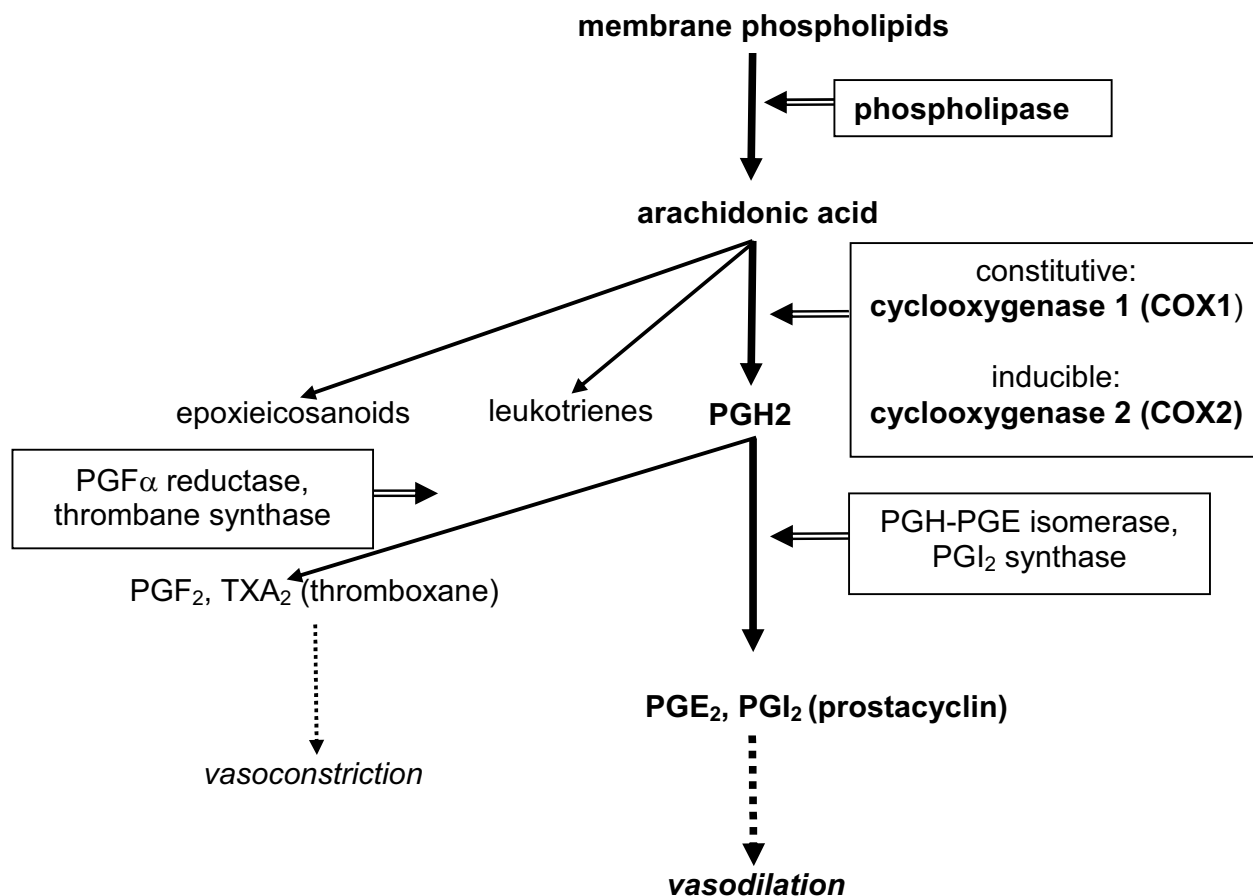 membrane phospholipids
phospholipase
arachidonic acid
constitutive:
cyclooxygenase 1 (COX1)
inducible:
cyclooxygenase 2 (COX2)
epoxieicosanoids
leukotrienes
PGH2
PGFα reductase,
thrombane synthase
PGH-PGE isomerase,
PGI₂ synthase
PGF₂, TXA₂ (thromboxane)
PGE₂, PGI₂ (prostacyclin)
vasoconstriction
vasodilation